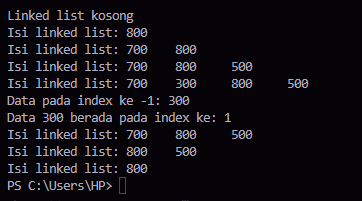 Linked list kosong
Isi linked list: 800
Isi linked list: 700 800
Isi linked list: 700 800 500
Isi linked list: 700 300 800 500
Data pada index ke -1: 300
Data 300 berada pada index ke: 1
Isi linked list: 700 800 500
Isi linked list: 800 500
Isi linked list: 800
PS C:\Users\HP>